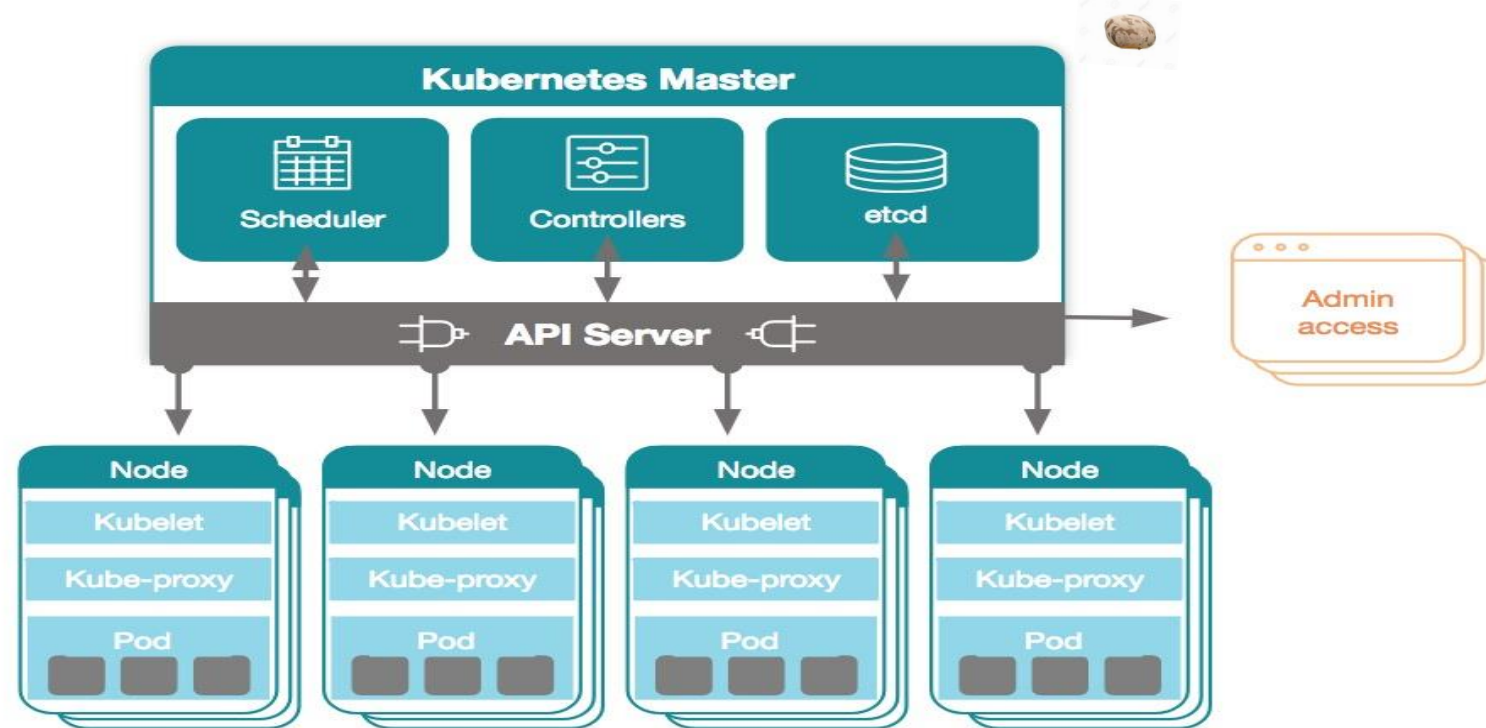 Kubernetes Master
Scheduler
Controllers
etcd
API Server
Admin
access
Node
Kubelet
Kube-proxy
Pod
Node
Kubelet
Kube-proxy
Pod
Node
Kubelet
Kube-proxy
Pod
Node
Kubelet
Kube-proxy
Pod